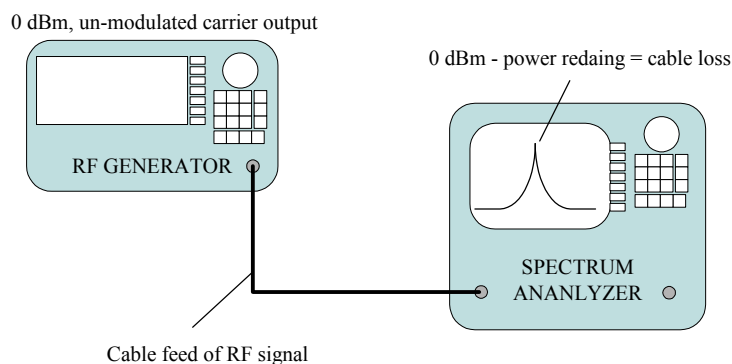 0 dBm, un-modulated carrier output
0 dBm - power redaing = cable loss
RF GENERATOR
SPECTRUM
ANANLYZER
Cable feed of RF signal